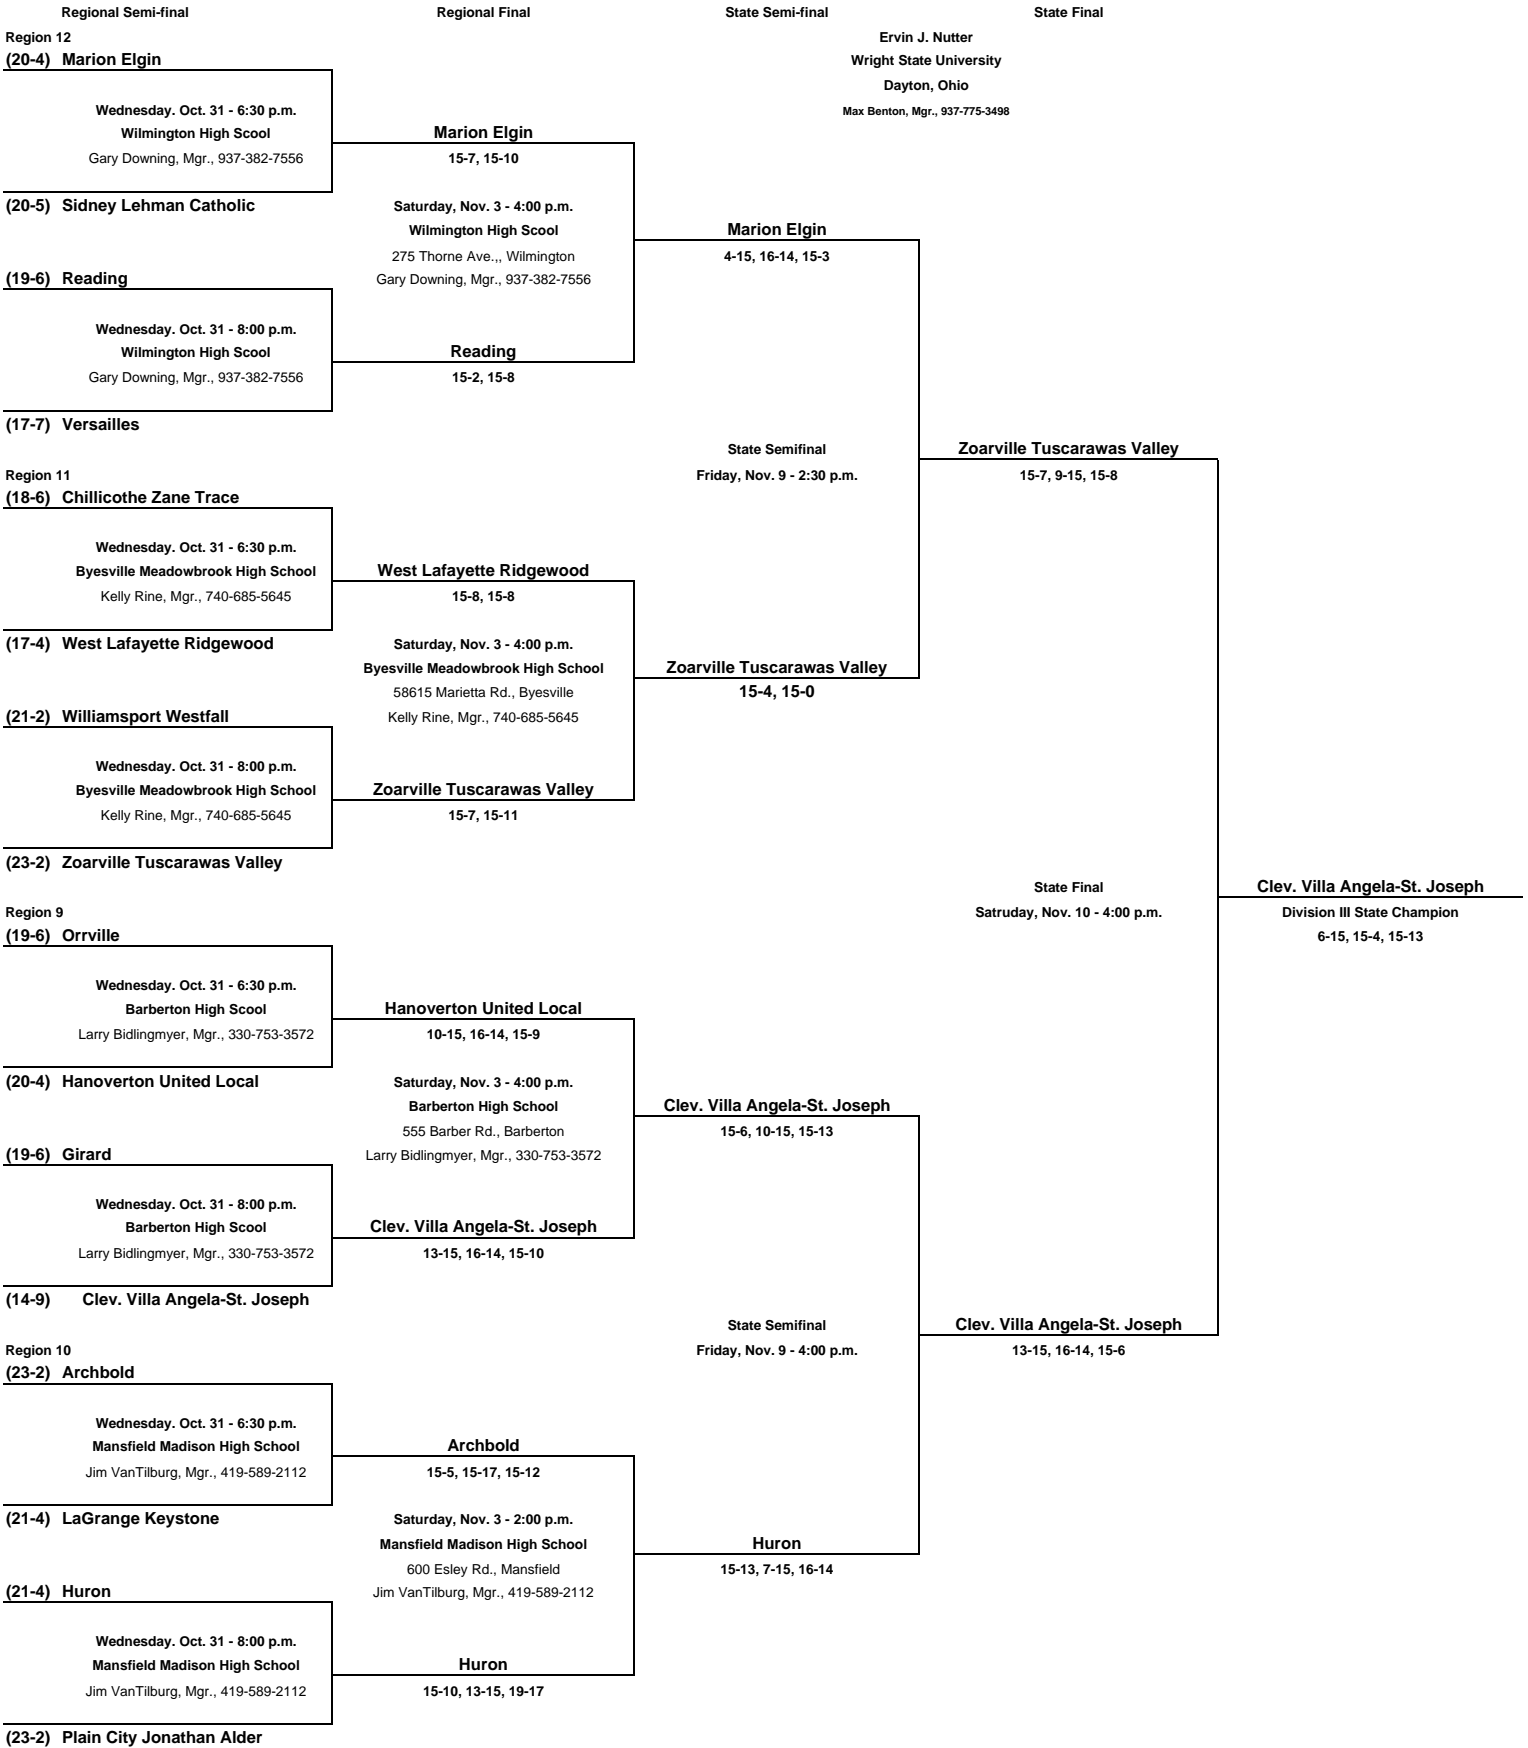 Regional Semi-final
Regional Final
State Semi-final
State Final
Region 12
Ervin J. Nutter
Wright State University
Dayton, Ohio
Max Benton, Mgr., 937-775-3498
(20-4) Marion Elgin
Wednesday. Oct. 31 - 6:30 p.m.
Wilmington High Scool
Gary Downing, Mgr., 937-382-7556
(20-5) Sidney Lehman Catholic
(19-6) Reading
Wednesday. Oct. 31 - 8:00 p.m.
Wilmington High Scool
Gary Downing, Mgr., 937-382-7556
(17-7) Versailles
Marion Elgin
15-7, 15-10
Saturday, Nov. 3 - 4:00 p.m.
Wilmington High Scool
275 Thorne Ave.,, Wilmington
Gary Downing, Mgr., 937-382-7556
Reading
15-2, 15-8
Marion Elgin
4-15, 16-14, 15-3
Region 11
(18-6) Chillicothe Zane Trace
Wednesday. Oct. 31 - 6:30 p.m.
Byesville Meadowbrook High School
Kelly Rine, Mgr., 740-685-5645
(17-4) West Lafayette Ridgewood
(21-2) Williamsport Westfall
Wednesday. Oct. 31 - 8:00 p.m.
Byesville Meadowbrook High School
Kelly Rine, Mgr., 740-685-5645
(23-2) Zoarville Tuscarawas Valley
West Lafayette Ridgewood
15-8, 15-8
Saturday, Nov. 3 - 4:00 p.m.
Byesville Meadowbrook High School
58615 Marietta Rd., Byesville
Kelly Rine, Mgr., 740-685-5645
Zoarville Tuscarawas Valley
15-7, 15-11
Zoarville Tuscarawas Valley
15-4, 15-0
State Semifinal
Friday, Nov. 9 - 2:30 p.m.
Zoarville Tuscarawas Valley
15-7, 9-15, 15-8
Region 9
(19-6) Orrville
Wednesday. Oct. 31 - 6:30 p.m.
Barberton High Scool
Larry Bidlingmyer, Mgr., 330-753-3572
(20-4) Hanoverton United Local
(19-6) Girard
Wednesday. Oct. 31 - 8:00 p.m.
Barberton High Scool
Larry Bidlingmyer, Mgr., 330-753-3572
(14-9) Clev. Villa Angela-St. Joseph
Hanoverton United Local
10-15, 16-14, 15-9
Saturday, Nov. 3 - 4:00 p.m.
Barberton High School
555 Barber Rd., Barberton
Larry Bidlingmyer, Mgr., 330-753-3572
Clev. Villa Angela-St. Joseph
13-15, 16-14, 15-10
Clev. Villa Angela-St. Joseph
15-6, 10-15, 15-13
Region 10
(23-2) Archbold
Wednesday. Oct. 31 - 6:30 p.m.
Mansfield Madison High School
Jim VanTilburg, Mgr., 419-589-2112
(21-4) LaGrange Keystone
(21-4) Huron
Wednesday. Oct. 31 - 8:00 p.m.
Mansfield Madison High School
Jim VanTilburg, Mgr., 419-589-2112
(23-2) Plain City Jonathan Alder
Archbold
15-5, 15-17, 15-12
Saturday, Nov. 3 - 2:00 p.m.
Mansfield Madison High School
600 Esley Rd., Mansfield
Jim VanTilburg, Mgr., 419-589-2112
Huron
15-10, 13-15, 19-17
Huron
15-13, 7-15, 16-14
State Semifinal
Friday, Nov. 9 - 4:00 p.m.
Clev. Villa Angela-St. Joseph
13-15, 16-14, 15-6
State Final
Satruday, Nov. 10 - 4:00 p.m.
Clev. Villa Angela-St. Joseph
Division III State Champion
6-15, 15-4, 15-13